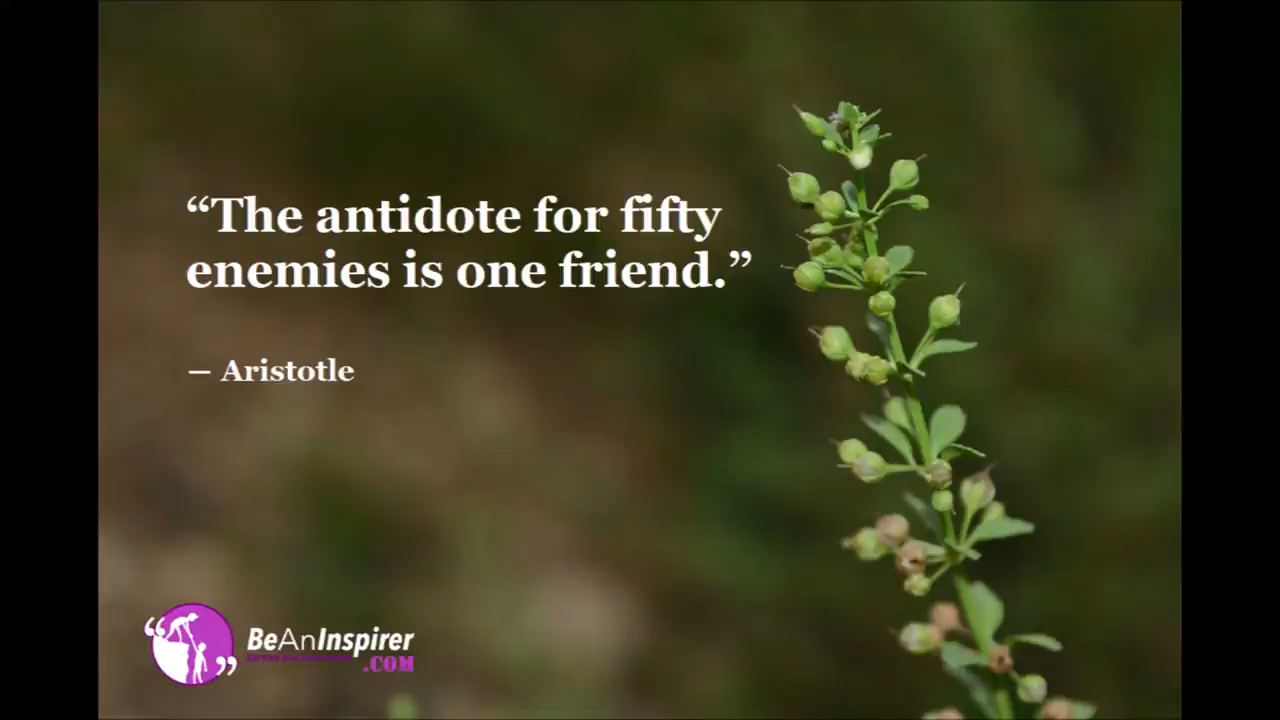 “The antidote for fifty
enemies is one friend.”
— Aristotle
BeAnInspirer
.COM